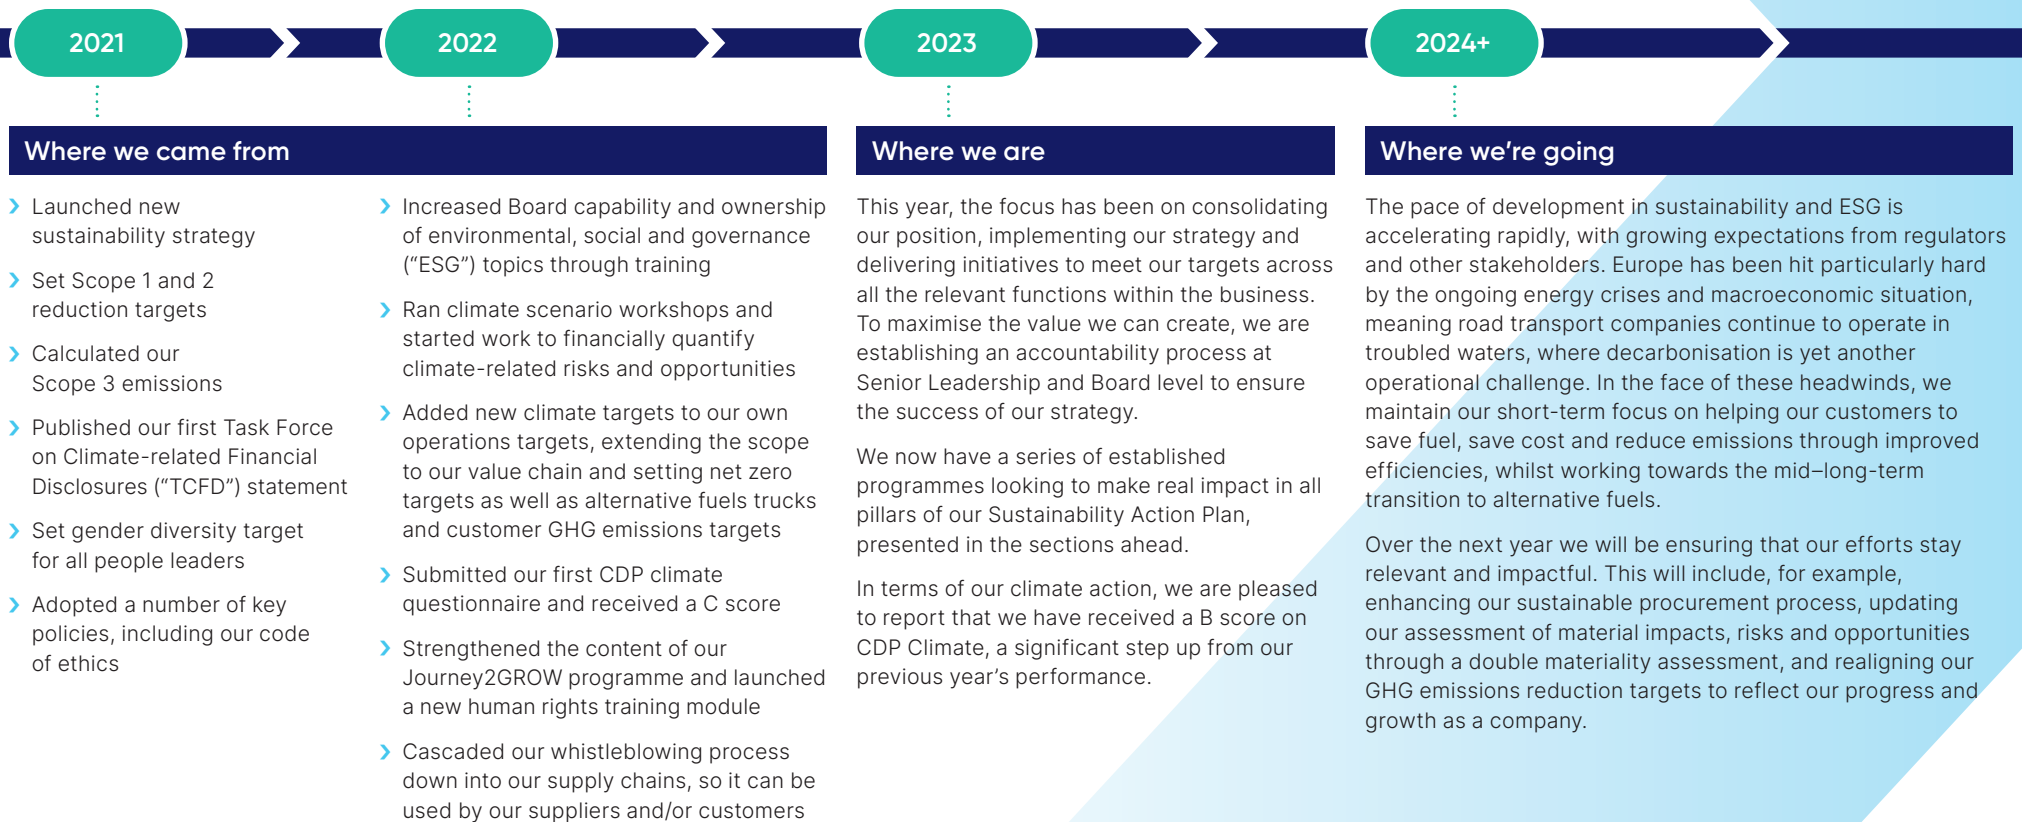 2021
2022
2023
2024+
Where we came from
Launched new
sustainability strategy
Set Scope 1 and 2
reduction targets
Calculated our
Scope 3 emissions
Published our first Task Force
on Climate-related Financial
Disclosures (“TCFD”) statement
Set gender diversity target
for all people leaders
Adopted a number of key
policies, including our code
of ethics
Increased Board capability and ownership
of environmental, social and governance
(“ESG”) topics through training
Ran climate scenario workshops and
started work to financially quantify
climate-related risks and opportunities
Added new climate targets to our own
operations targets, extending the scope
to our value chain and setting net zero
targets as well as alternative fuels trucks
and customer GHG emissions targets
Submitted our first CDP climate
questionnaire and received a C score
Strengthened the content of our
Journey2GROW programme and launched
a new human rights training module
Cascaded our whistleblowing process
down into our supply chains, so it can be
used by our suppliers and/or customers
Where we are
This year, the focus has been on consolidating
our position, implementing our strategy and
delivering initiatives to meet our targets across
all the relevant functions within the business.
To maximise the value we can create, we are
establishing an accountability process at
Senior Leadership and Board level to ensure
the success of our strategy.
We now have a series of established
programmes looking to make real impact in all
pillars of our Sustainability Action Plan,
presented in the sections ahead.
In terms of our climate action, we are pleased
to report that we have received a B score on
CDP Climate, a significant step up from our
previous year’s performance.
Where we’re going
The pace of development in sustainability and ESG is
accelerating rapidly, with growing expectations from regulators
and other stakeholders. Europe has been hit particularly hard
by the ongoing energy crises and macroeconomic situation,
meaning road transport companies continue to operate in
troubled waters, where decarbonisation is yet another
operational challenge. In the face of these headwinds, we
maintain our short-term focus on helping our customers to
save fuel, save cost and reduce emissions through improved
efficiencies, whilst working towards the mid–long-term
transition to alternative fuels.
Over the next year we will be ensuring that our efforts stay
relevant and impactful. This will include, for example,
enhancing our sustainable procurement process, updating
our assessment of material impacts, risks and opportunities
through a double materiality assessment, and realigning our
GHG emissions reduction targets to reflect our progress and
growth as a company.